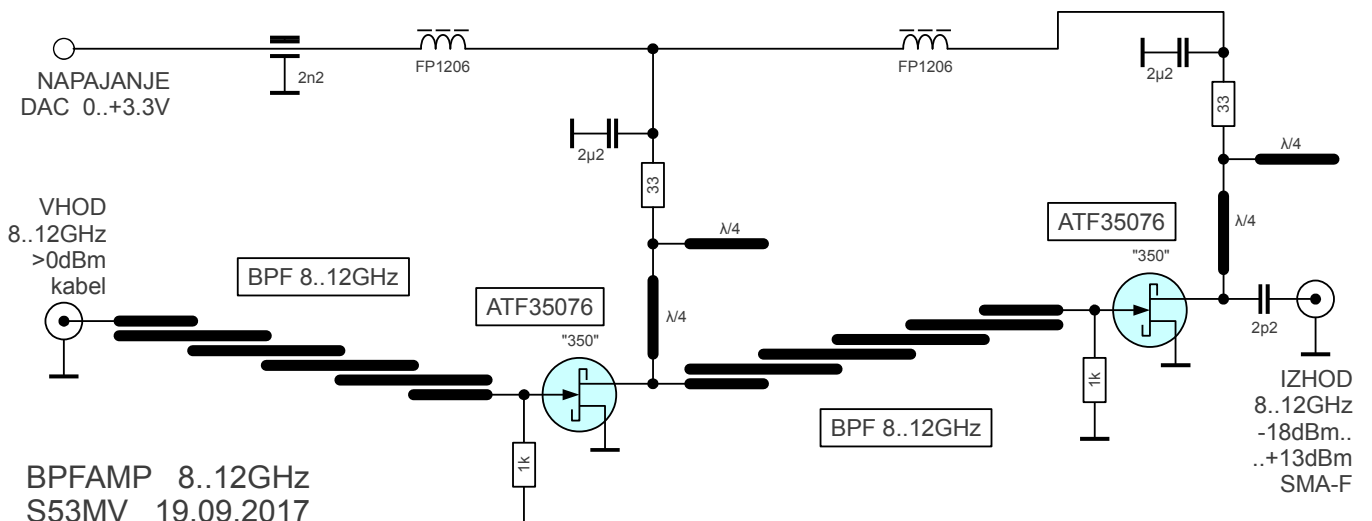 NAPAJANJE
DAC 0..+3.3V
2n2
FP1206
FP1206
2µ2
33
λ/4
2µ2
33
λ/4
VHOD
8..12GHz
>0dBm
kabel
BPF 8..12GHz
ATF35076
"350"
λ/4
λ/4
ATF35076
"350"
2p2
1k
1k
BPF 8..12GHz
IZHOD
8..12GHz
-18dBm..
..+13dBm
SMA-F
BPFAMP 8..12GHz
S53MV 19.09.2017